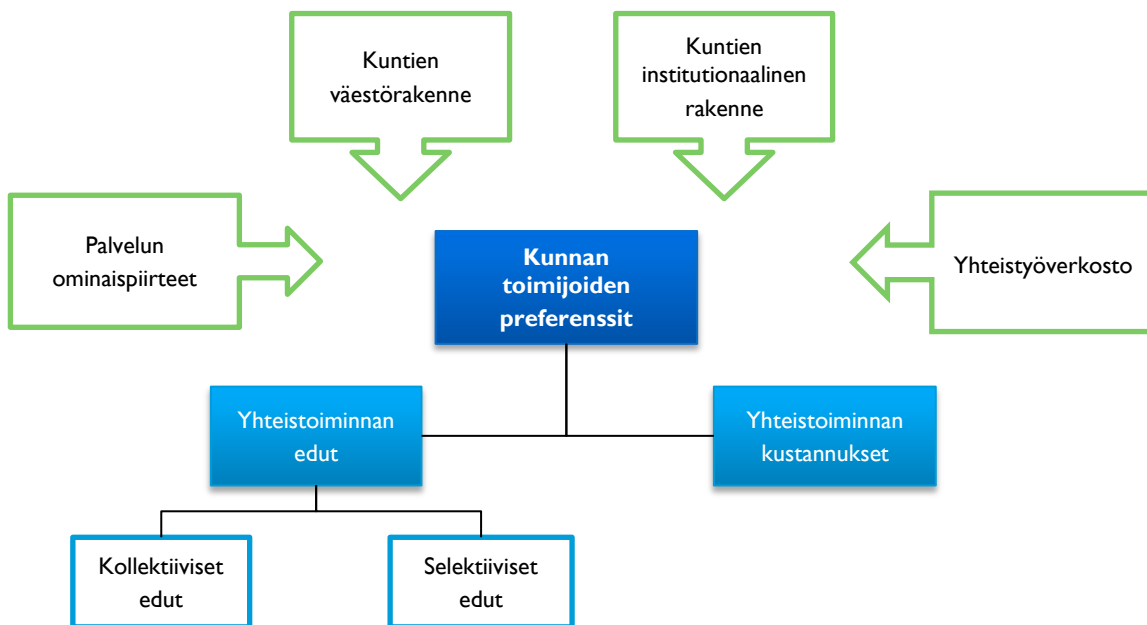 Kuntien
väestörakenne
Kuntien
institutionaalinen
rakenne
Palvelun
ominaispiirteet
Kunnan
toimijoiden
preferenssit
Yhteistyöverkosto
Yhteistoiminnan
edut
Yhteistoiminnan
kustannukset
Kollektiiviset
edut
Selektiiviset
edut